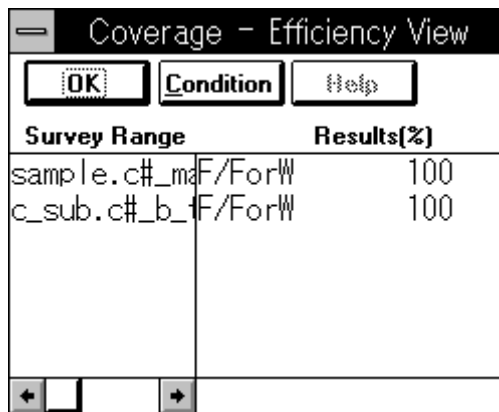 Coverage - Efficiency View
OK Condition Help
Survey Range Results(%)
sample.c#_ma F/ForW 100
c_sub.c#_b_t F/ForW 100